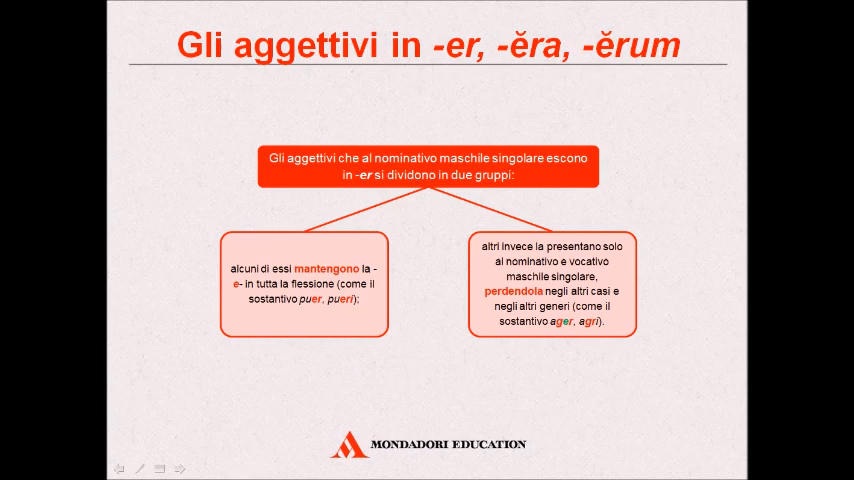 Gli aggettivi in -er, -ĕra, -ĕrum
Gli aggettivi che al nominativo maschile singolare escono
in -er si dividono in due gruppi:
alcuni di essi mantengono la -
e- in tutta la flessione (come il
sostantivo puer, pueri);
altri invece la presentano solo
al nominativo e vocativo
maschile singolare,
perdendola negli altri casi e
negli altri generi (come il
sostantivo ager, agri).
MONDADORI EDUCATION